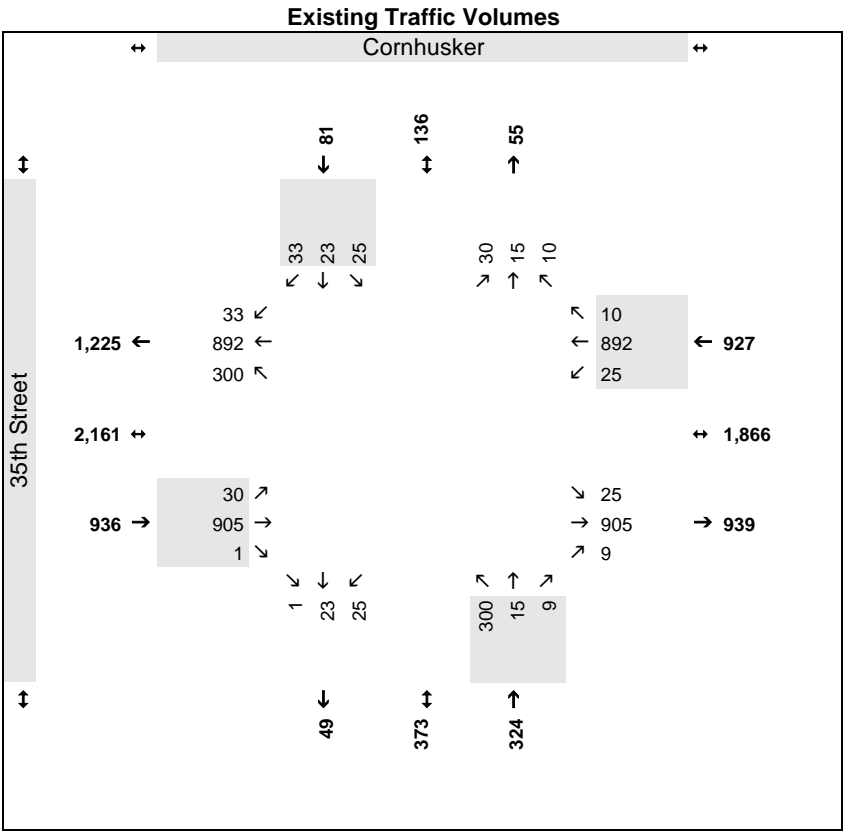 Existing Traffic Volumes
↔ Cornhusker ↔
81 136 55
↕ ↓ ↕ ↑
33 23 25 30 15 10
↙ ↓ ↘ ↗ ↑ ↖
33 ↙ ↖ 10
1,225 ← 892 ← ← 892 ← 927
300 ↖ ↙ 25
35th Street
2,161 ↔ ↔ 1,866
30 ↗ ↘ 25
936 → 905 → → 905 → 939
1 ↘ ↗ 9
↘ ↓ ↙ ↖ ↑ ↗
1 23 25 300 15 9
↕ ↓ ↕ ↑
49 373 324